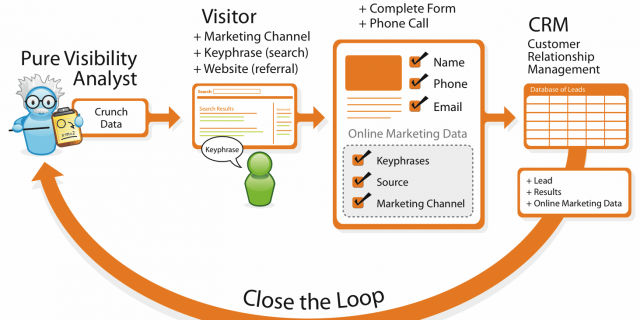 Pure Visibility
Analyst
Crunch
Data
Visitor
+ Marketing Channel
+ Keyphrase (search)
+ Website (referral)
Search
Search Results
Keyphrase
+ Complete Form
+ Phone Call
Name
Phone
Email
Online Marketing Data
Keyphrases
Source
Marketing Channel
CRM
Customer
Relationship
Management
Database of Leads
+ Lead
+ Results
+ Online Marketing Data
Close the Loop